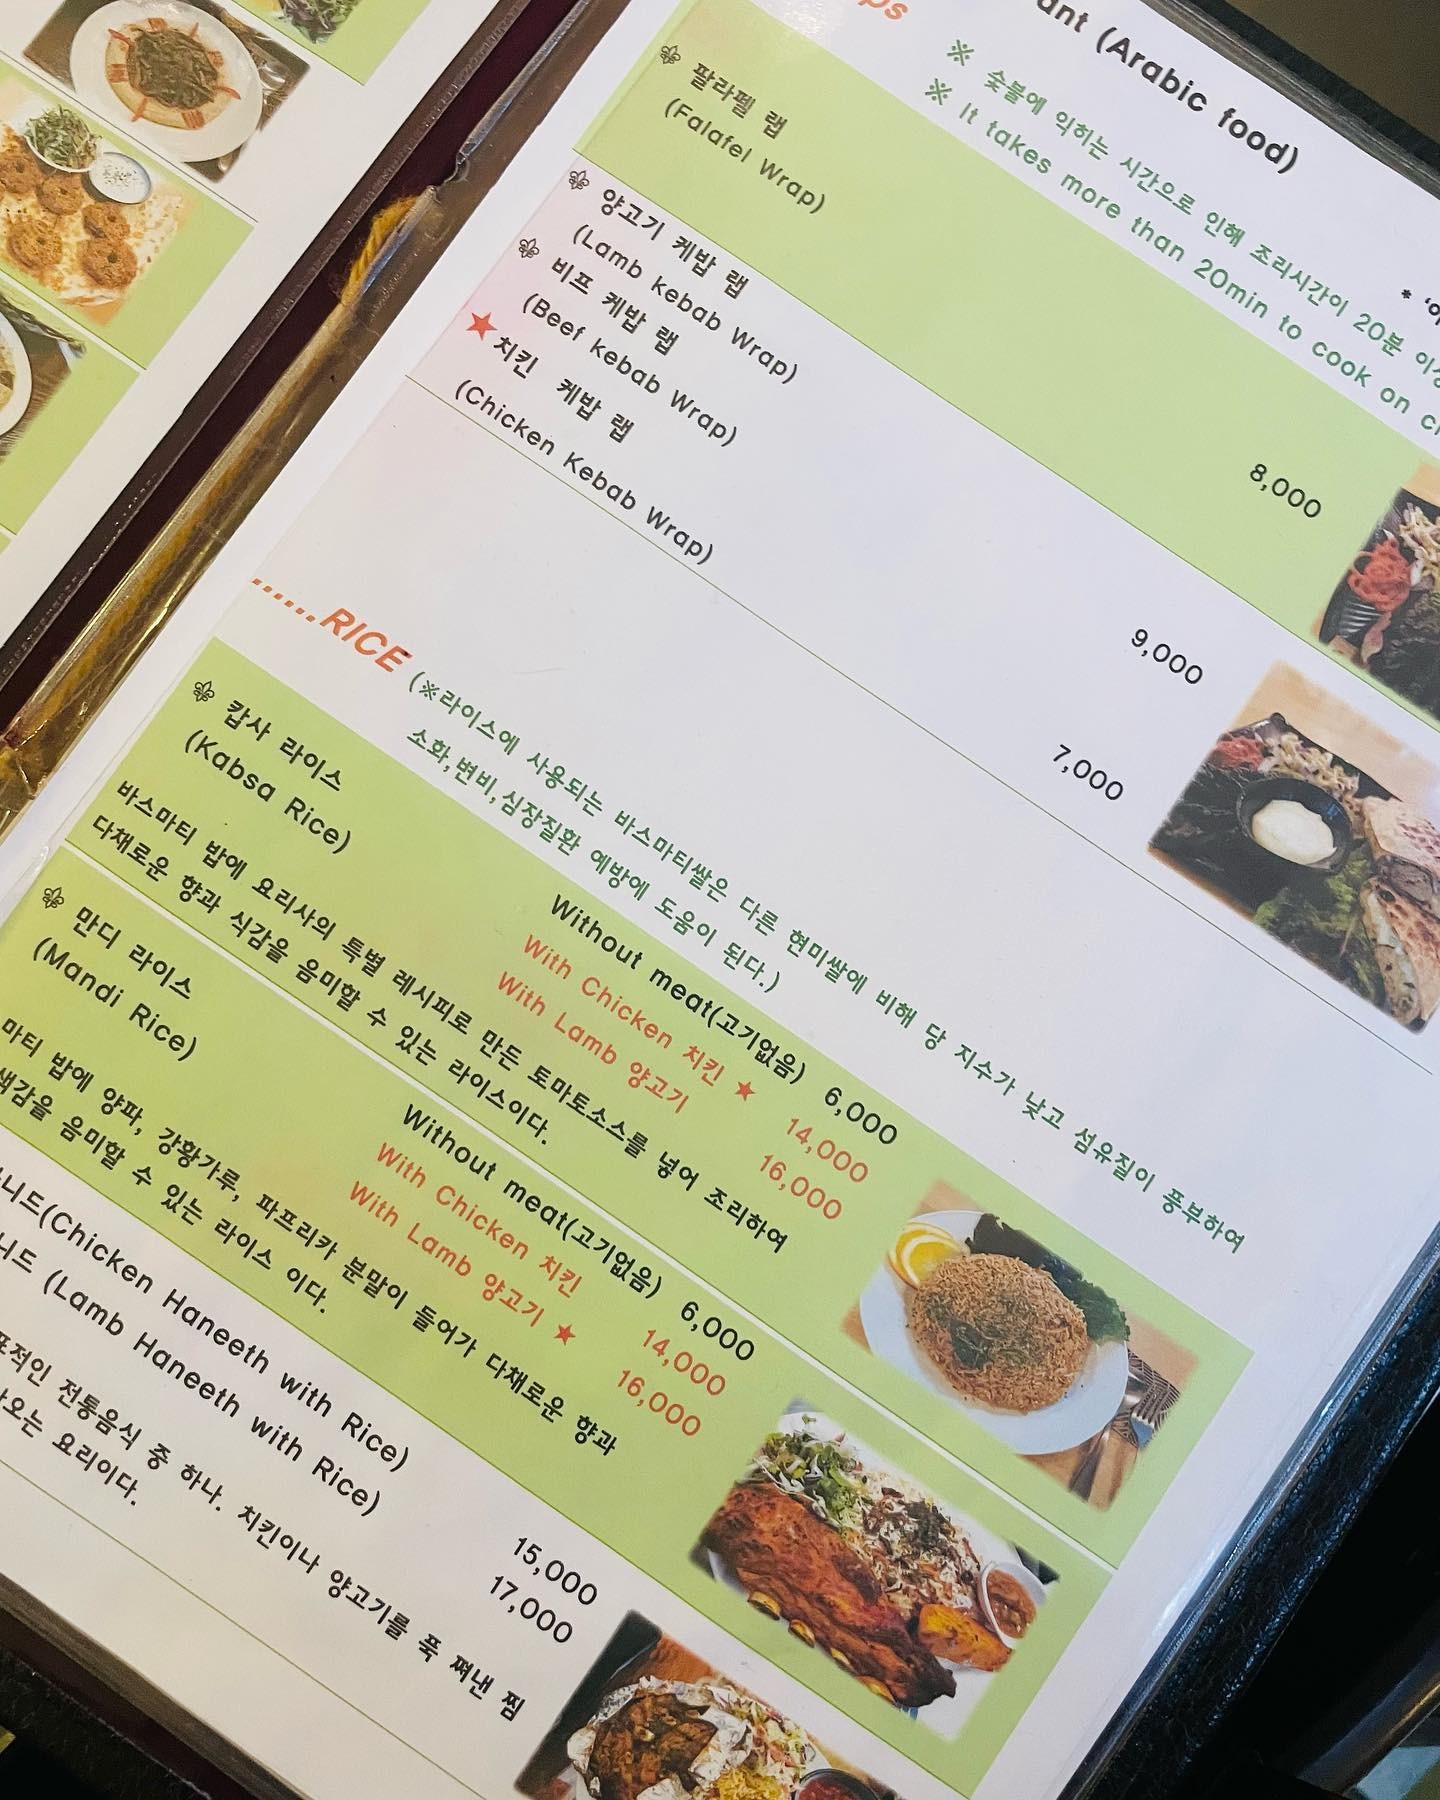 ant (Arabic food)
※ 숯불에 익히는 시간으로 인해 조리시간이 20분
※ It takes more than 20min to cook on
팔라펠 랩
(Falafel Wrap)
8,000
양고기 케밥 랩
(Lamb kebab Wrap)
9,000
비프 케밥 랩
(Beef kebab Wrap)
★ 치킨 케밥 랩
(Chicken Kebab Wrap)
7,000
......RICE
(※라이스에 사용되는 바스마티쌀은 다른 현미쌀에 비해 당 지수가 낮고 섬유질이 풍부하여
소화,변비,심장질환 예방에 도움이 된다.)
캅사 라이스
(Kabsa Rice)
Without meat(고기없음) 6,000
With Chicken 치킨 ★ 14,000
With Lamb 양고기 16,000
바스마티 밥에 요리사의 특별 레시피로 만든 토마토소스를 넣어 조리하여
다채로운 향과 식감을 음미할 수 있는 라이스이다.
만디 라이스
(Mandi Rice)
Without meat(고기없음) 6,000
With Chicken 치킨 14,000
With Lamb 양고기 ★ 16,000
마티 밥에 양파, 강황가루, 파프리카 분말이 들어가 다채로운 향과
색감을 음미할 수 있는 라이스 이다.
니드(Chicken Haneeth with Rice) 15,000
니드 (Lamb Haneeth with Rice) 17,000
표적인 전통음식 중 하나. 치킨이나 양고기를 푹 쪄낸 찜
나오는 요리이다.